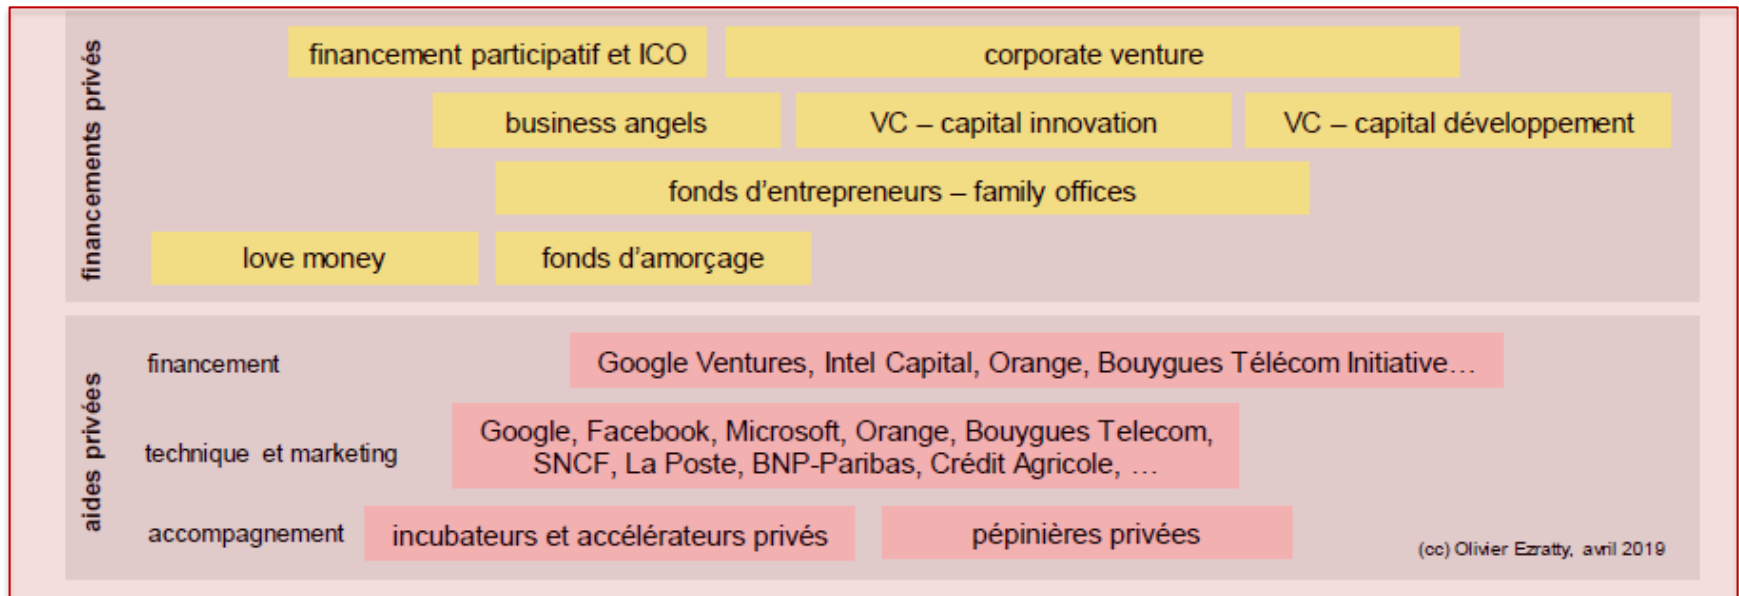 financements privés
financement participatif et ICO
corporate venture
business angels
VC – capital innovation
VC – capital développement
fonds d’entrepreneurs – family offices
love money
fonds d’amorçage
aides privées
financement
Google Ventures, Intel Capital, Orange, Bouygues Télécom Initiative…
technique et marketing
Google, Facebook, Microsoft, Orange, Bouygues Telecom,
SNCF, La Poste, BNP-Paribas, Crédit Agricole, …
accompagnement
incubateurs et accélérateurs privés
pépinières privées
(cc) Olivier Ezratty, avril 2019